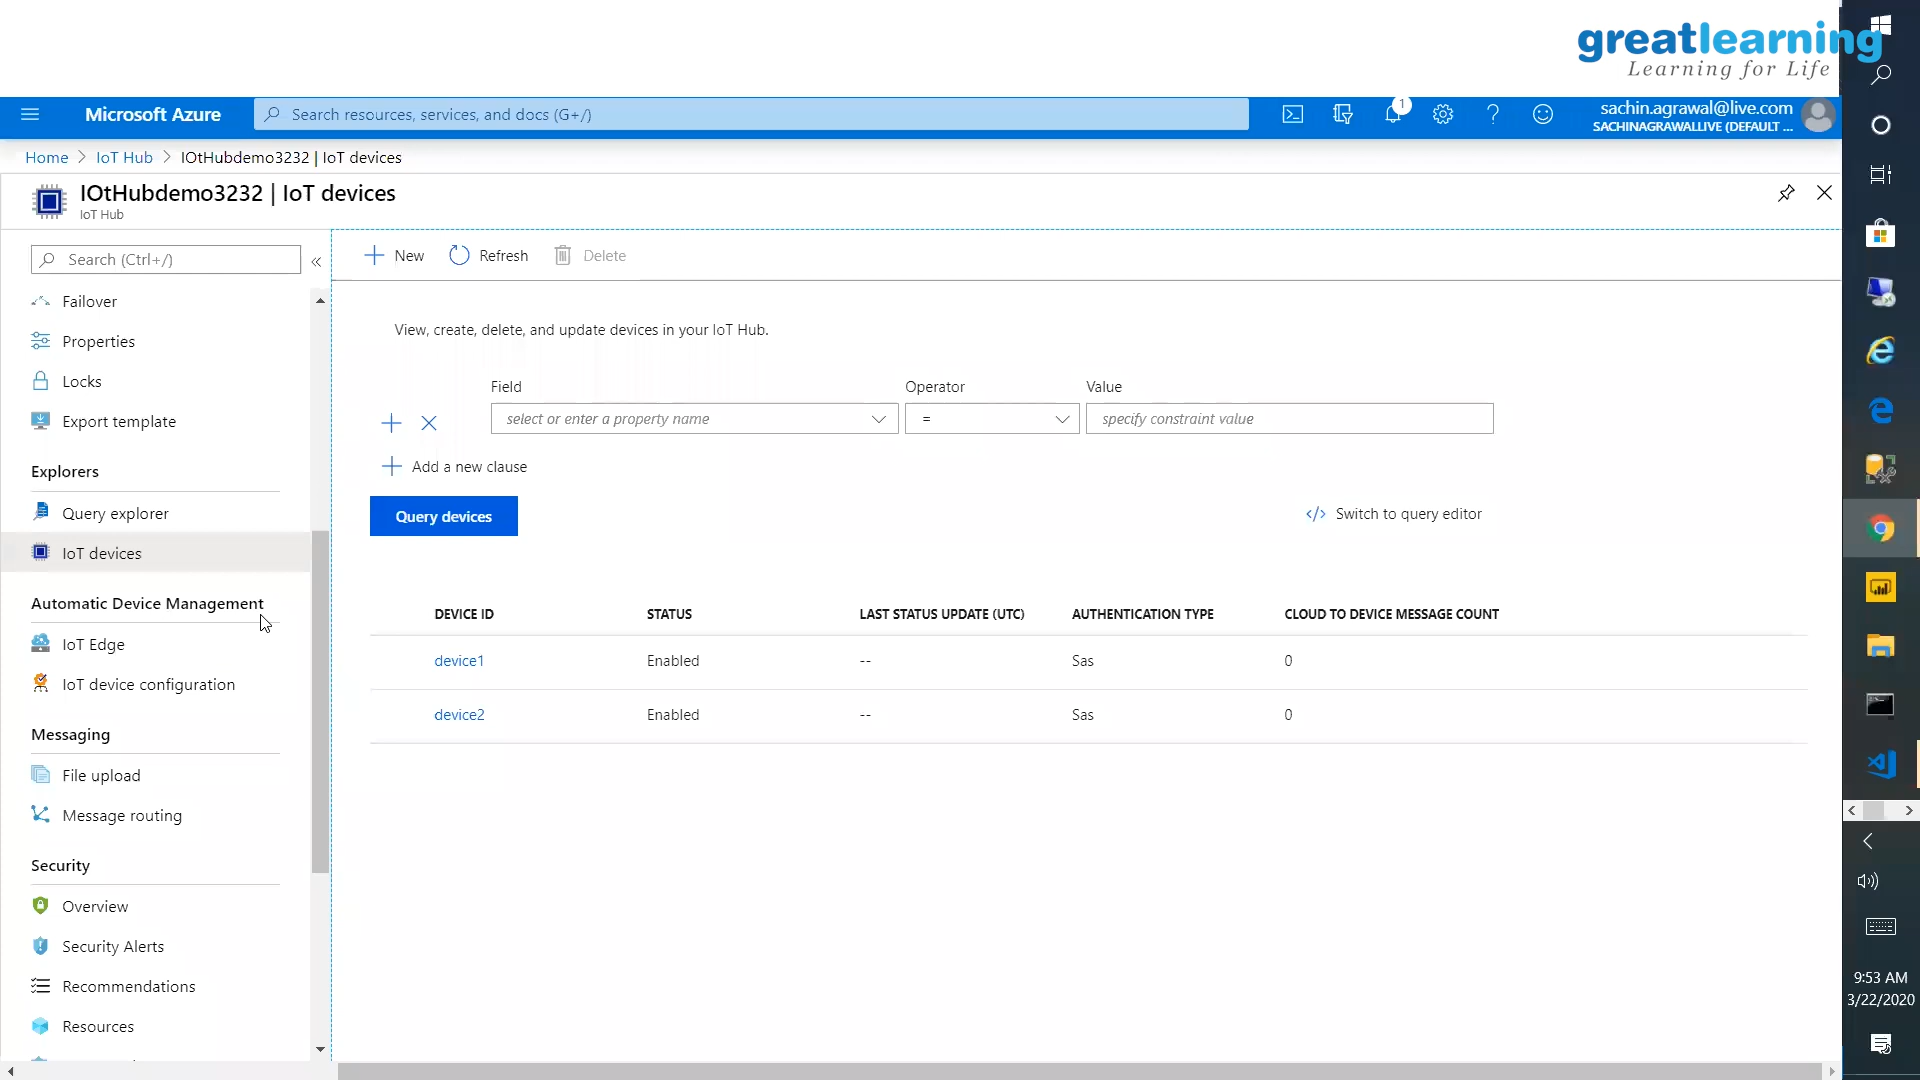 greatlearning
Learning for Life
Microsoft Azure
Search resources, services, and docs (G+/)
1
sachin.agrawal@live.com
SACHINAGRAWALLIVE (DEFAULT ...
Home > IoT Hub > IOtHubdemo3232 | IoT devices
IOtHubdemo3232 | IoT devices
IoT Hub
Search (Ctrl+/)
«
New
Refresh
Delete
Failover
Properties
Locks
Export template
Explorers
Query explorer
IoT devices
Automatic Device Management
IoT Edge
IoT device configuration
Messaging
File upload
Message routing
Security
Overview
Security Alerts
Recommendations
Resources
View, create, delete, and update devices in your IoT Hub.
Field Operator Value
select or enter a property name = specify constraint value
Add a new clause
Query devices
</> Switch to query editor
DEVICE ID STATUS LAST STATUS UPDATE (UTC) AUTHENTICATION TYPE CLOUD TO DEVICE MESSAGE COUNT
device1 Enabled -- Sas 0
device2 Enabled -- Sas 0
9:53 AM
3/22/2020